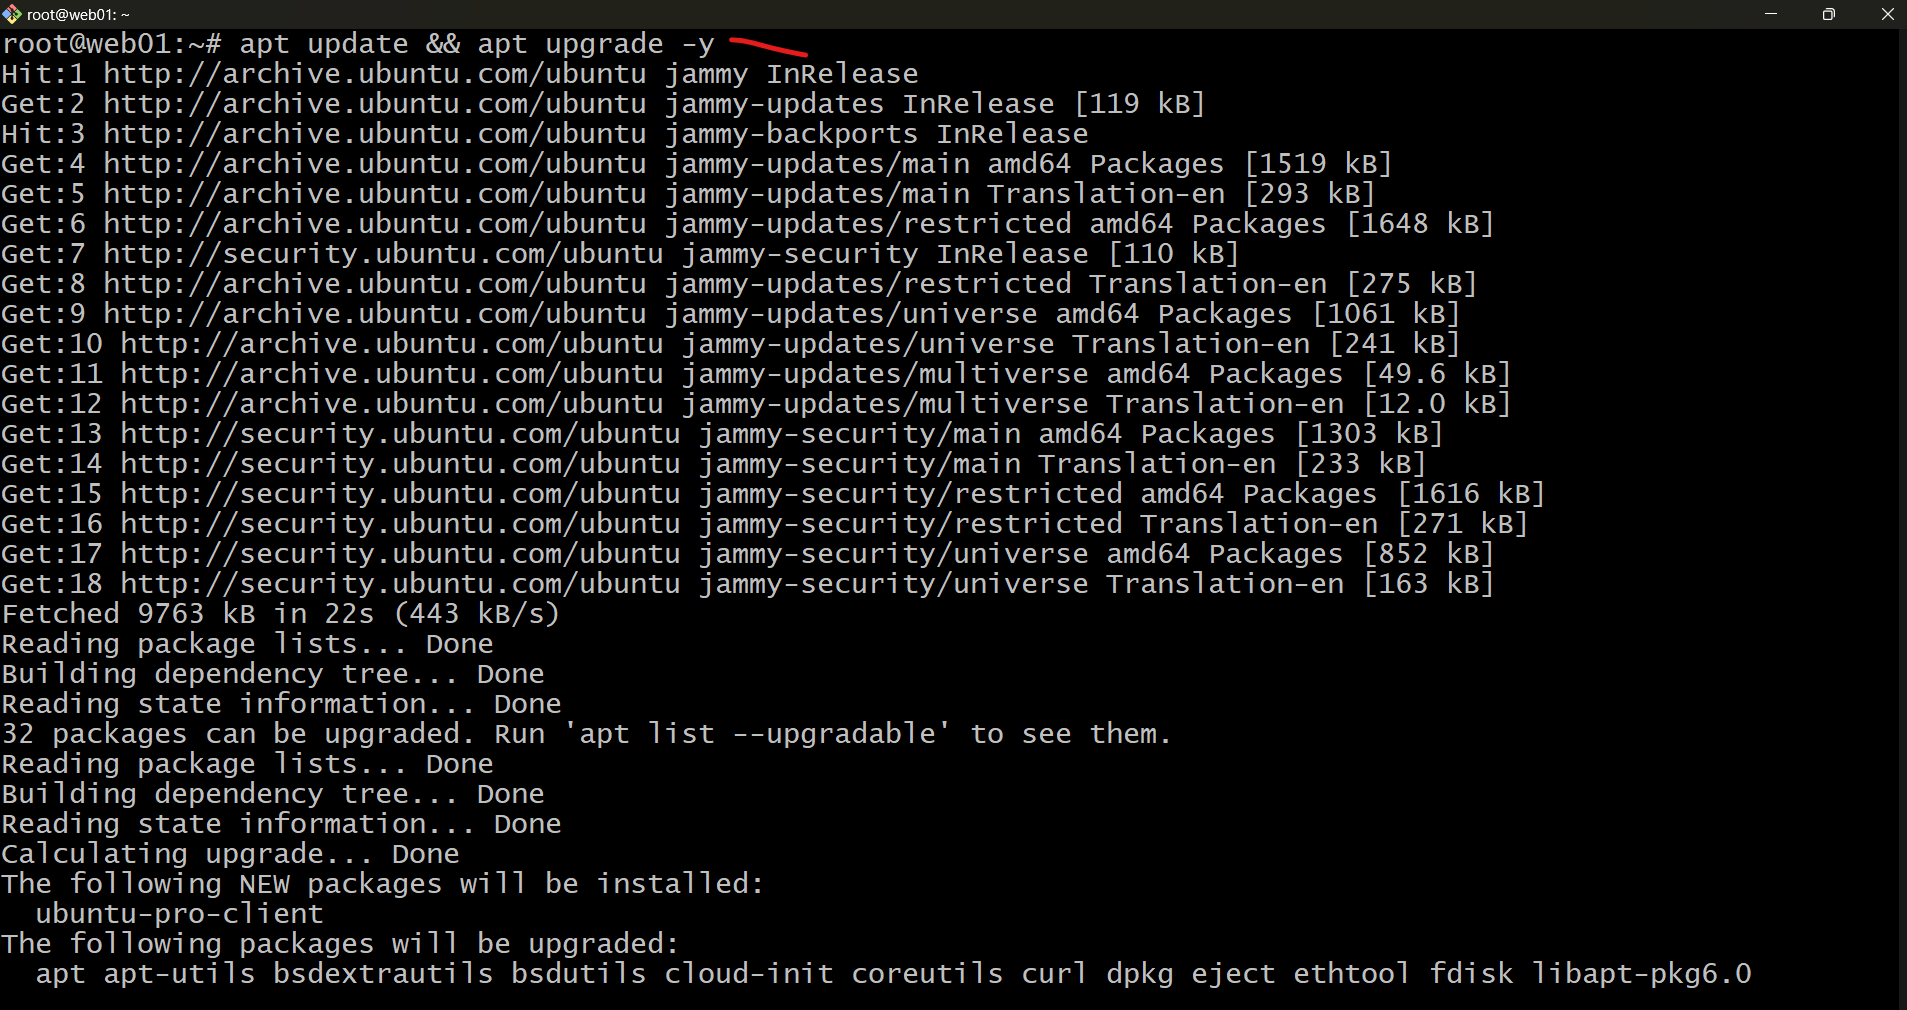 root@web01: ~
root@web01:~# apt update && apt upgrade -y
Hit:1 http://archive.ubuntu.com/ubuntu jammy InRelease
Get:2 http://archive.ubuntu.com/ubuntu jammy-updates InRelease [119 kB]
Hit:3 http://archive.ubuntu.com/ubuntu jammy-backports InRelease
Get:4 http://archive.ubuntu.com/ubuntu jammy-updates/main amd64 Packages [1519 kB]
Get:5 http://archive.ubuntu.com/ubuntu jammy-updates/main Translation-en [293 kB]
Get:6 http://archive.ubuntu.com/ubuntu jammy-updates/restricted amd64 Packages [1648 kB]
Get:7 http://security.ubuntu.com/ubuntu jammy-security InRelease [110 kB]
Get:8 http://archive.ubuntu.com/ubuntu jammy-updates/restricted Translation-en [275 kB]
Get:9 http://archive.ubuntu.com/ubuntu jammy-updates/universe amd64 Packages [1061 kB]
Get:10 http://archive.ubuntu.com/ubuntu jammy-updates/universe Translation-en [241 kB]
Get:11 http://archive.ubuntu.com/ubuntu jammy-updates/multiverse amd64 Packages [49.6 kB]
Get:12 http://archive.ubuntu.com/ubuntu jammy-updates/multiverse Translation-en [12.0 kB]
Get:13 http://security.ubuntu.com/ubuntu jammy-security/main amd64 Packages [1303 kB]
Get:14 http://security.ubuntu.com/ubuntu jammy-security/main Translation-en [233 kB]
Get:15 http://security.ubuntu.com/ubuntu jammy-security/restricted amd64 Packages [1616 kB]
Get:16 http://security.ubuntu.com/ubuntu jammy-security/restricted Translation-en [271 kB]
Get:17 http://security.ubuntu.com/ubuntu jammy-security/universe amd64 Packages [852 kB]
Get:18 http://security.ubuntu.com/ubuntu jammy-security/universe Translation-en [163 kB]
Fetched 9763 kB in 22s (443 kB/s)
Reading package lists... Done
Building dependency tree... Done
Reading state information... Done
32 packages can be upgraded. Run 'apt list --upgradable' to see them.
Reading package lists... Done
Building dependency tree... Done
Reading state information... Done
Calculating upgrade... Done
The following NEW packages will be installed:
  ubuntu-pro-client
The following packages will be upgraded:
  apt apt-utils bsdextrautils bsdutils cloud-init coreutils curl dpkg eject ethtool fdisk libapt-pkg6.0